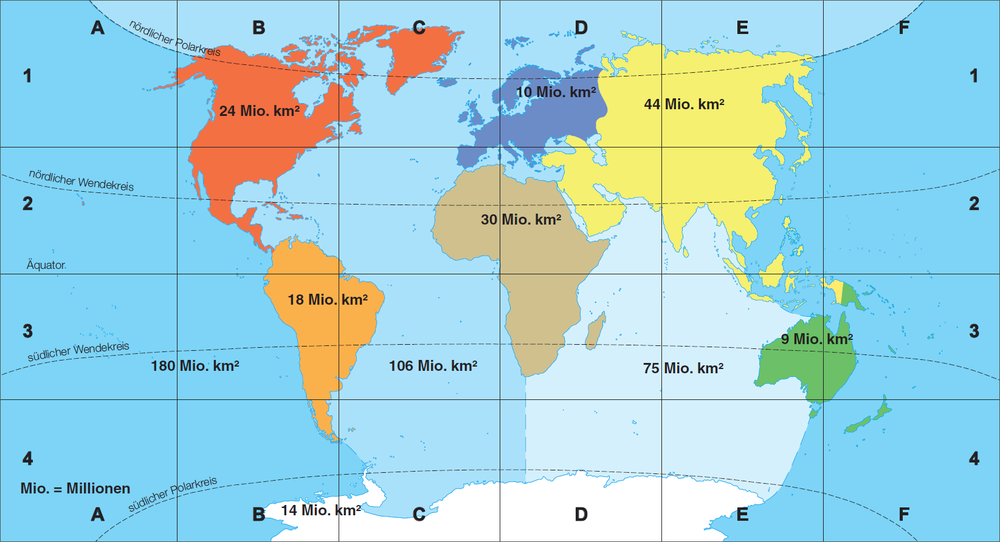 A B C D E F
nördlicher Polarkreis
1 1
10 Mio. km²
44 Mio. km²
24 Mio. km²
nördlicher Wendekreis
2 2
30 Mio. km²
Äquator
18 Mio. km²
3 3
9 Mio. km²
südlicher Wendekreis
180 Mio. km² 106 Mio. km² 75 Mio. km²
4 4
Mio. = Millionen
südlicher Polarkreis
14 Mio. km²
A B C D E F